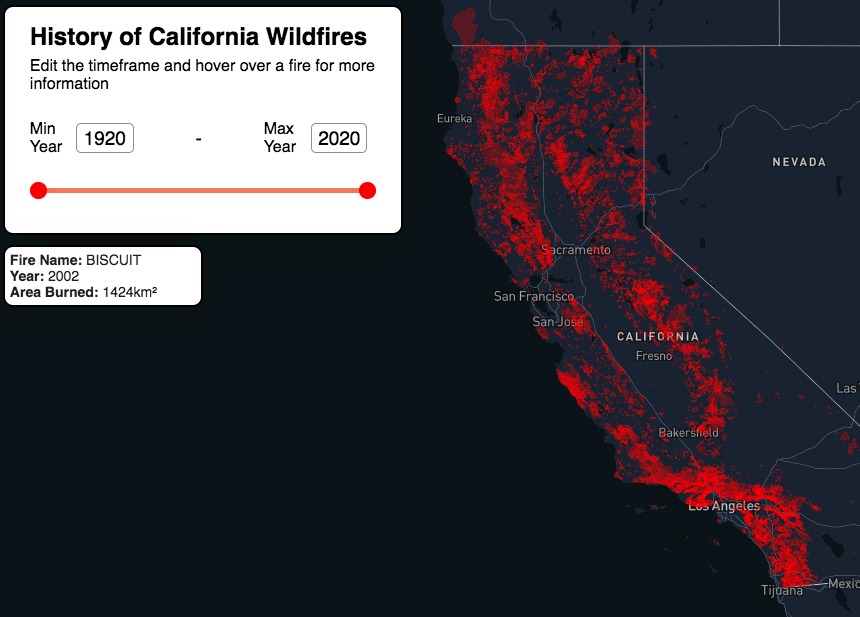 History of California Wildfires
Edit the timeframe and hover over a fire for more
information
Min
Year
1920
-
Max
Year
2020
Fire Name: BISCUIT
Year: 2002
Area Burned: 1424km²
Eureka
NEVADA
Sacramento
San Francisco
San Jose
CALIFORNIA
Fresno
Las
Bakersfield
Los Angeles
Tijuana
Mexic